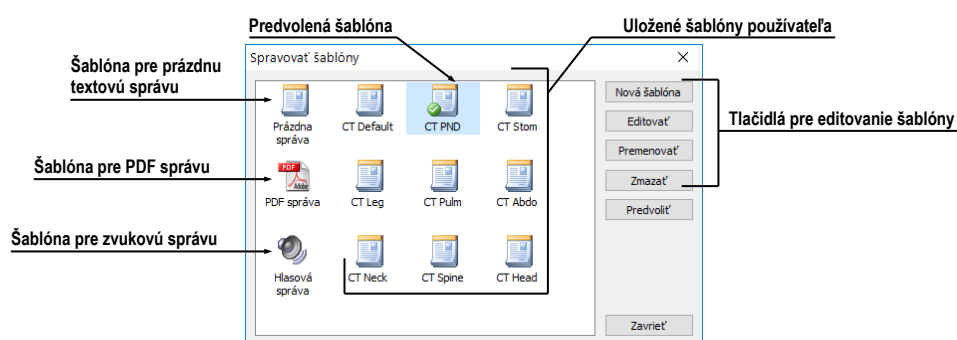 Predvolená šablóna
Uložené šablóny používateľa
Šablóna pre prázdnu
textovú správu
Spravovať šablóny
Nová šablóna
Editovať
Premenovať
Zmazať
Predvoliť
Zavrieť
Tlačidlá pre editovanie šablóny
Prázdna
správa
CT Default
CT PND
CT Stom
Šablóna pre PDF správu
PDF
Adobe
PDF správa
CT Leg
CT Pulm
CT Abdo
Šablóna pre zvukovú správu
Hlasová
správa
CT Neck
CT Spine
CT Head